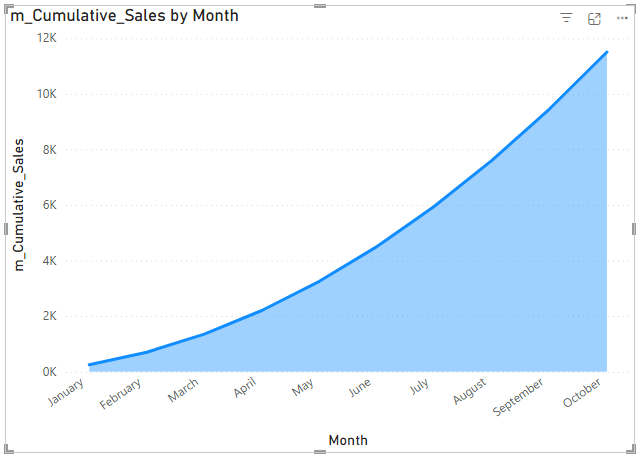 m_Cumulative_Sales by Month
12K
10K
8K
6K
4K
2K
0K
m_Cumulative_Sales
January
February
March
April
May
June
July
August
September
October
Month